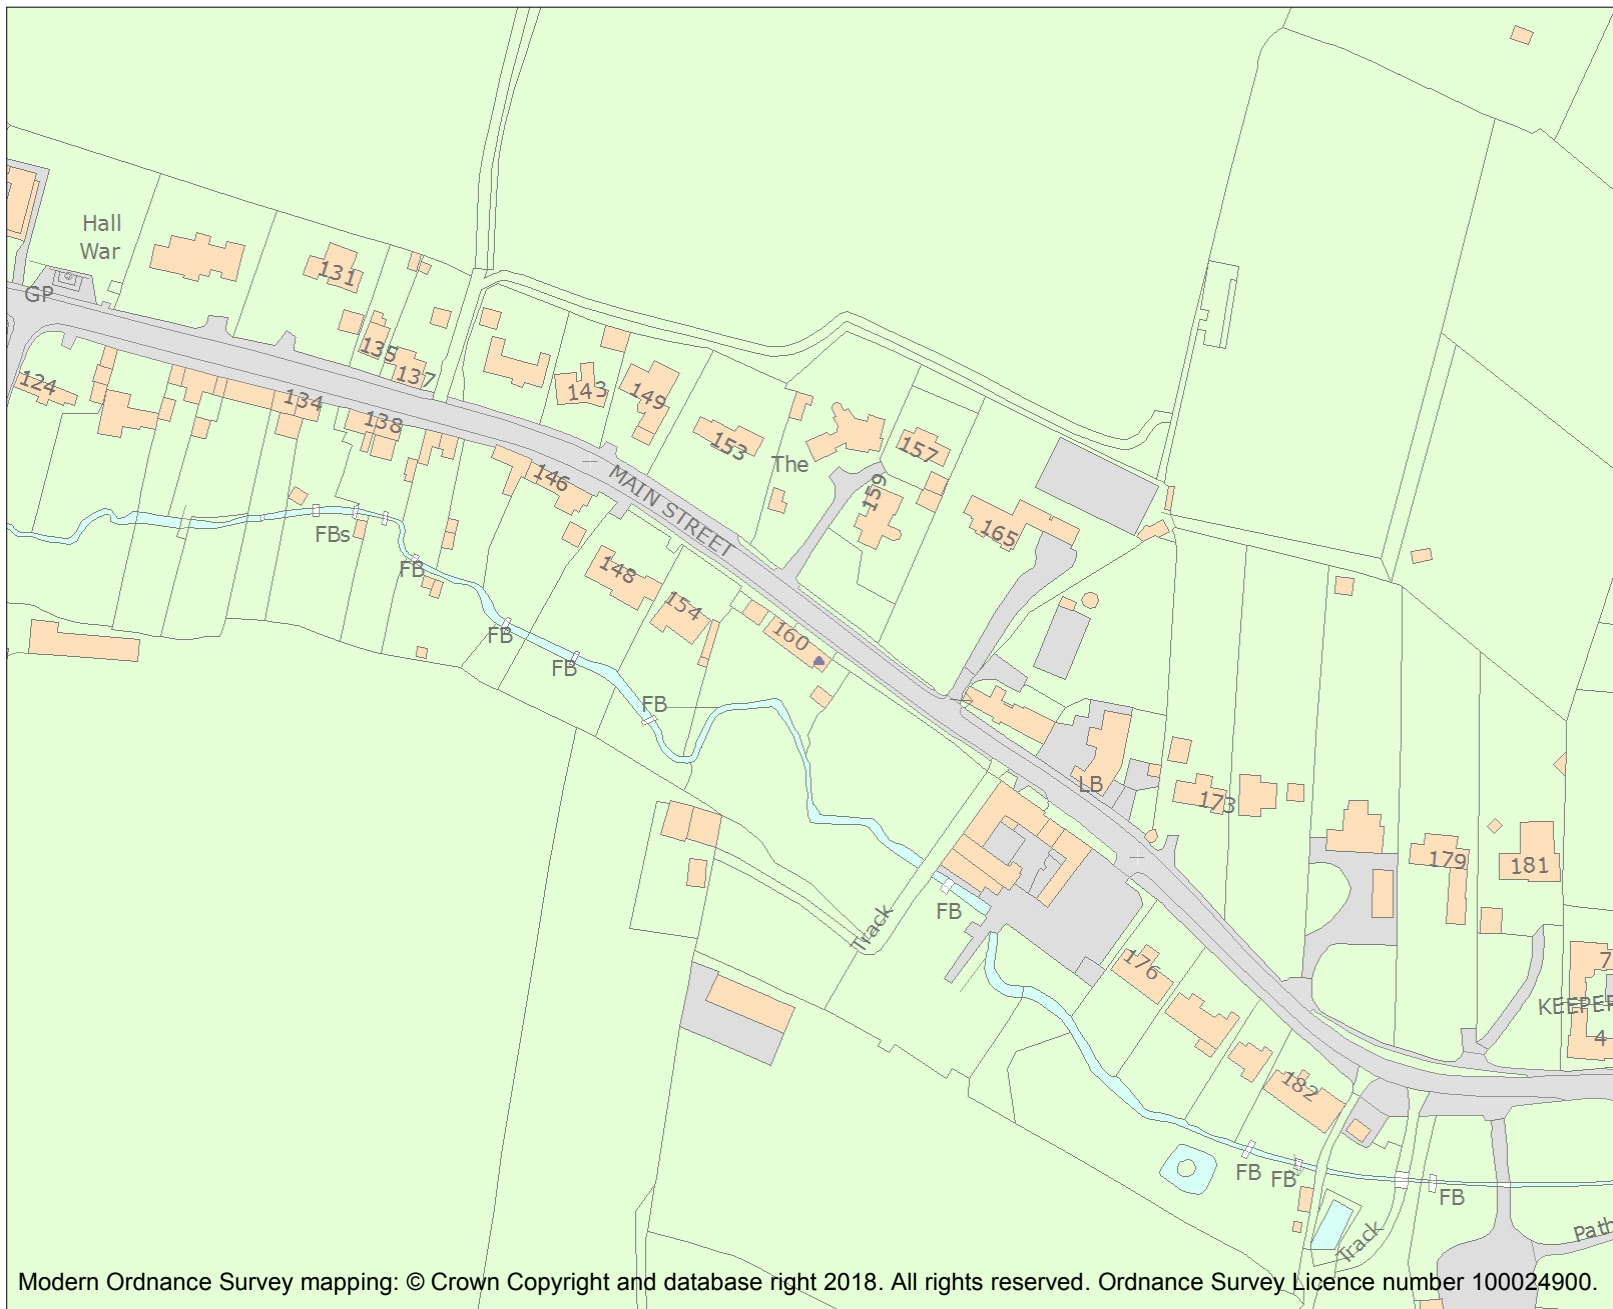 Hall
War
131
GP
135
137
124
134
138
143
149
153
The
157
159
165
146
MAIN STREET
FBs
FB
148
154
160
FB
FB
FB
LB
173
179
181
FB
Track
176
7
KEEPER
4
182
FB
FB
FB
Track
Path
Modern Ordnance Survey mapping: © Crown Copyright and database right 2018. All rights reserved. Ordnance Survey Licence number 100024900.